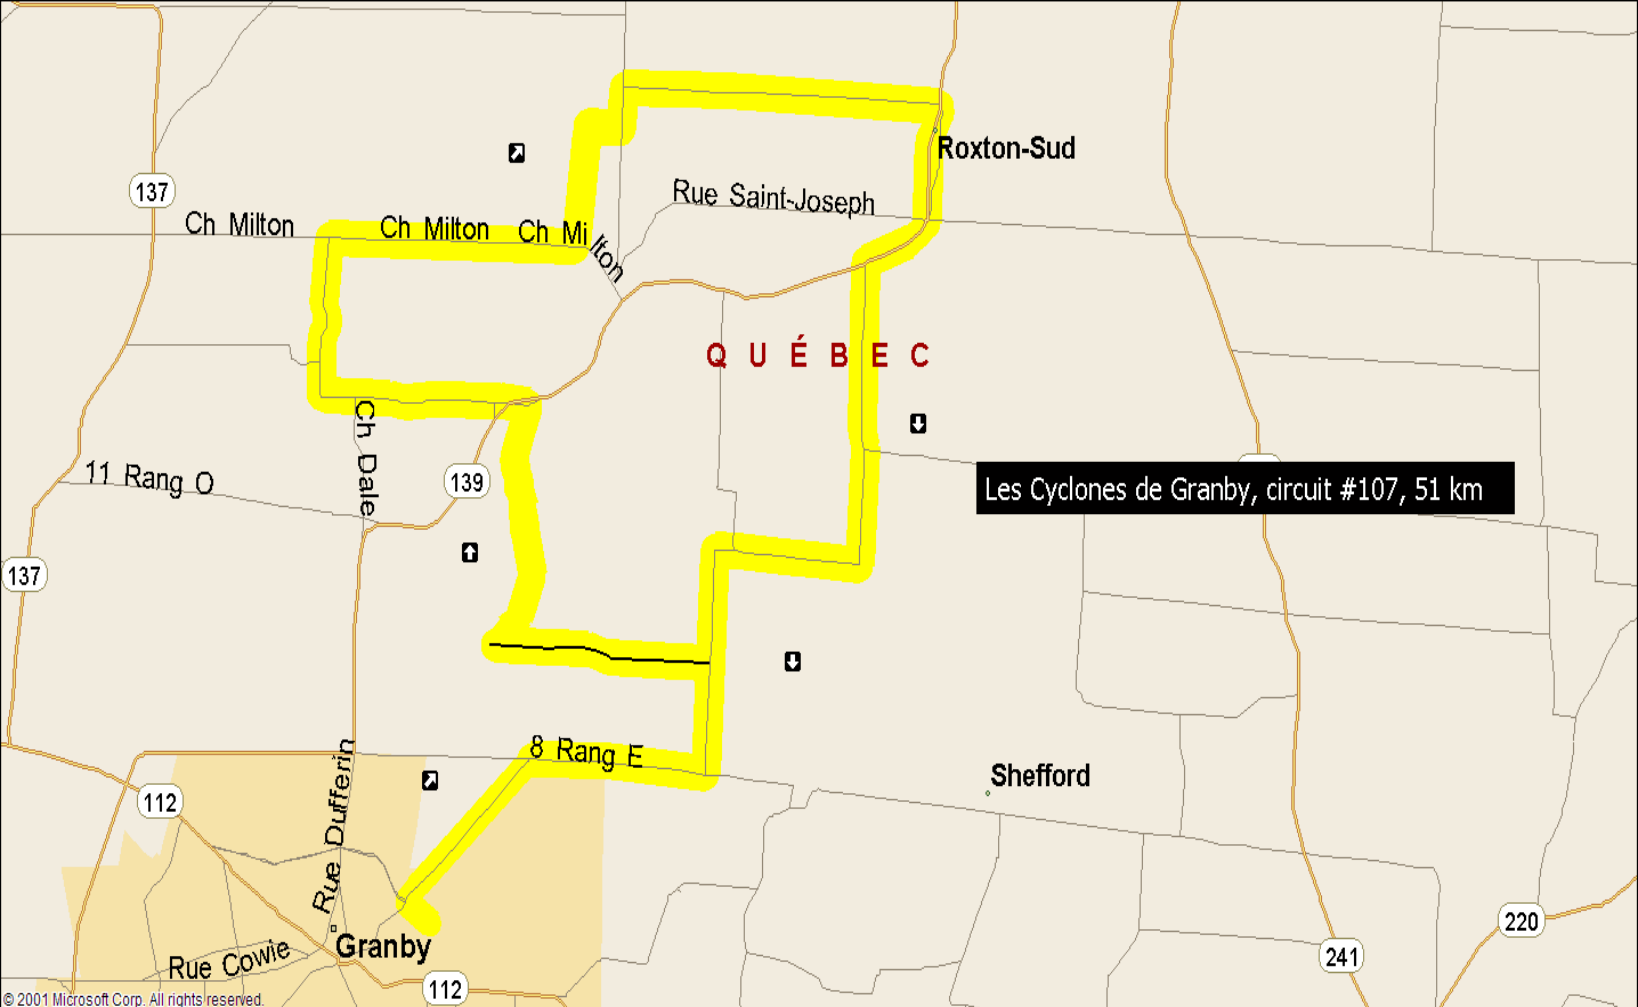 Roxton-Sud
137
Rue Saint-Joseph
Ch Milton
Ch Milton
Ch Milton
QUÉBEC
Ch Dale
11 Rang O
139
Les Cyclones de Granby, circuit #107, 51 km
137
8 Rang E
Shefford
112
Rue Dufferin
220
Granby
Rue Cowie
241
112
© 2001 Microsoft Corp. All rights reserved.